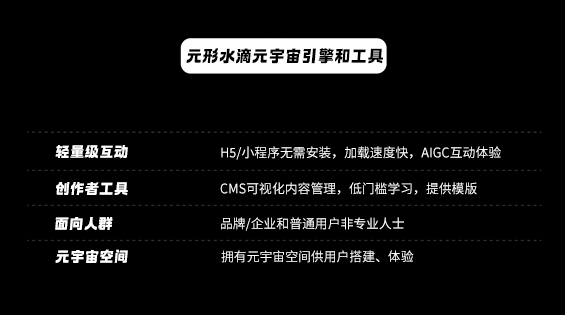 元形水滴元宇宙引擎和工具
轻量级互动 H5/小程序无需安装，加载速度快，AIGC互动体验
创作者工具 CMS可视化内容管理，低门槛学习，提供模版
面向人群 品牌/企业和普通用户非专业人士
元宇宙空间 拥有元宇宙空间供用户搭建、体验